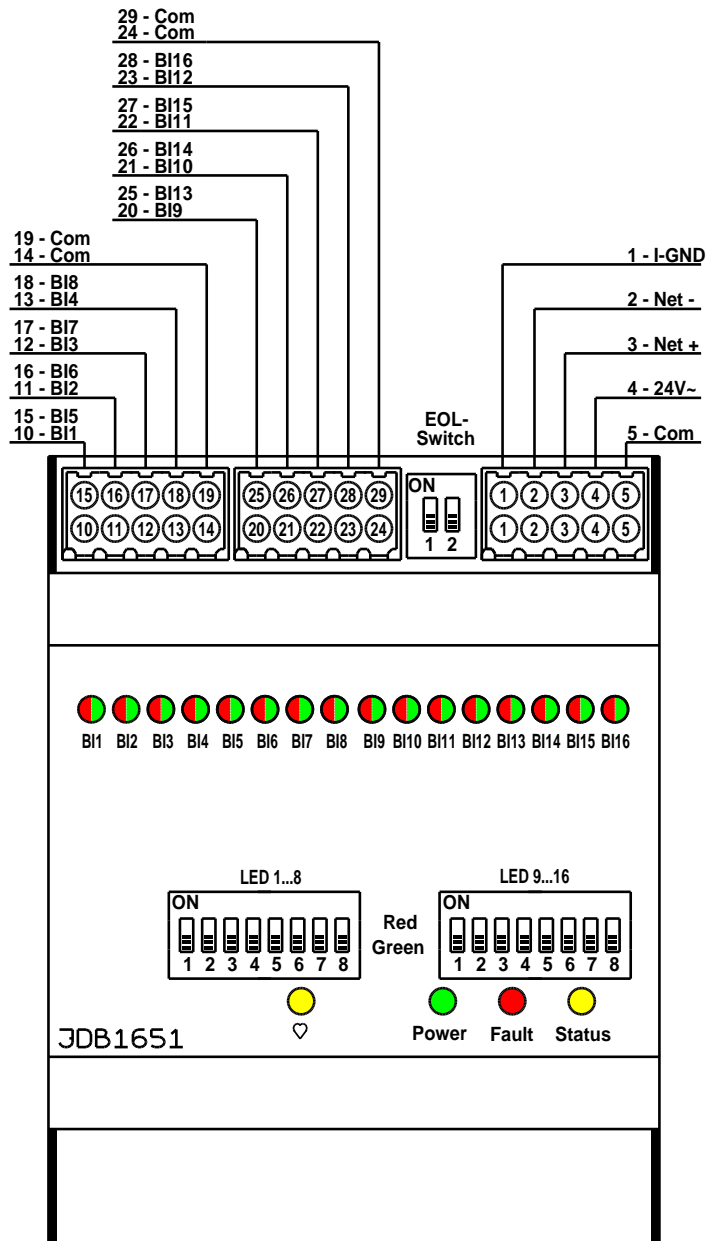 29 - Com
24 - Com
28 - BI16
23 - BI12
27 - BI15
22 - BI11
26 - BI14
21 - BI10
25 - BI13
20 - BI9
19 - Com
14 - Com
18 - BI8
13 - BI4
17 - BI7
12 - BI3
16 - BI6
11 - BI2
15 - BI5
10 - BI1
1 - I-GND
2 - Net -
3 - Net +
4 - 24V~
5 - Com
EOL-
Switch
15 16 17 18 19
10 11 12 13 14
25 26 27 28 29
20 21 22 23 24
ON
1 2
1 2 3 4 5
1 2 3 4 5
BI1 BI2 BI3 BI4 BI5 BI6 BI7 BI8 BI9 BI10 BI11 BI12 BI13 BI14 BI15 BI16
LED 1...8
ON
1 2 3 4 5 6 7 8
Red
Green
LED 9...16
ON
1 2 3 4 5 6 7 8
♡
Power Fault Status
JDB1651